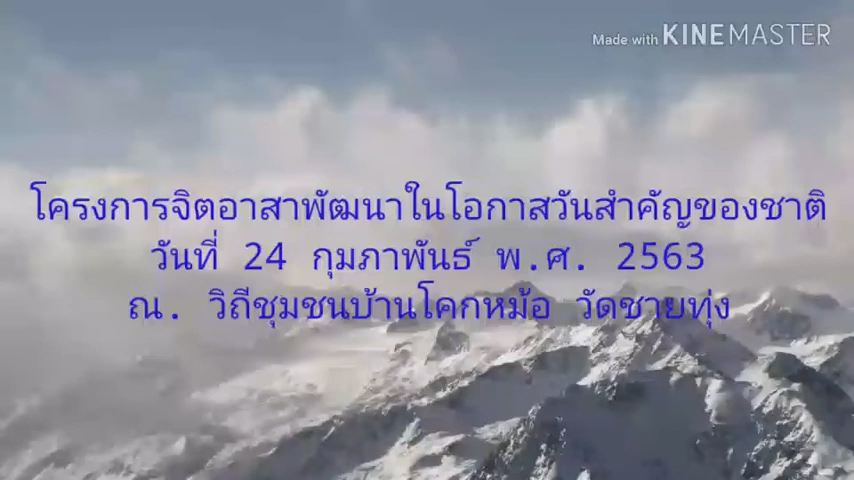 Made with KINEMASTER
โครงการจิตอาสาพัฒนาในโอกาสวันสำคัญของชาติ
วันที่ 24 กุมภาพันธ์ พ.ศ. 2563
ณ. วิถีชุมชนบ้านโคกหม้อ วัดชายทุ่ง